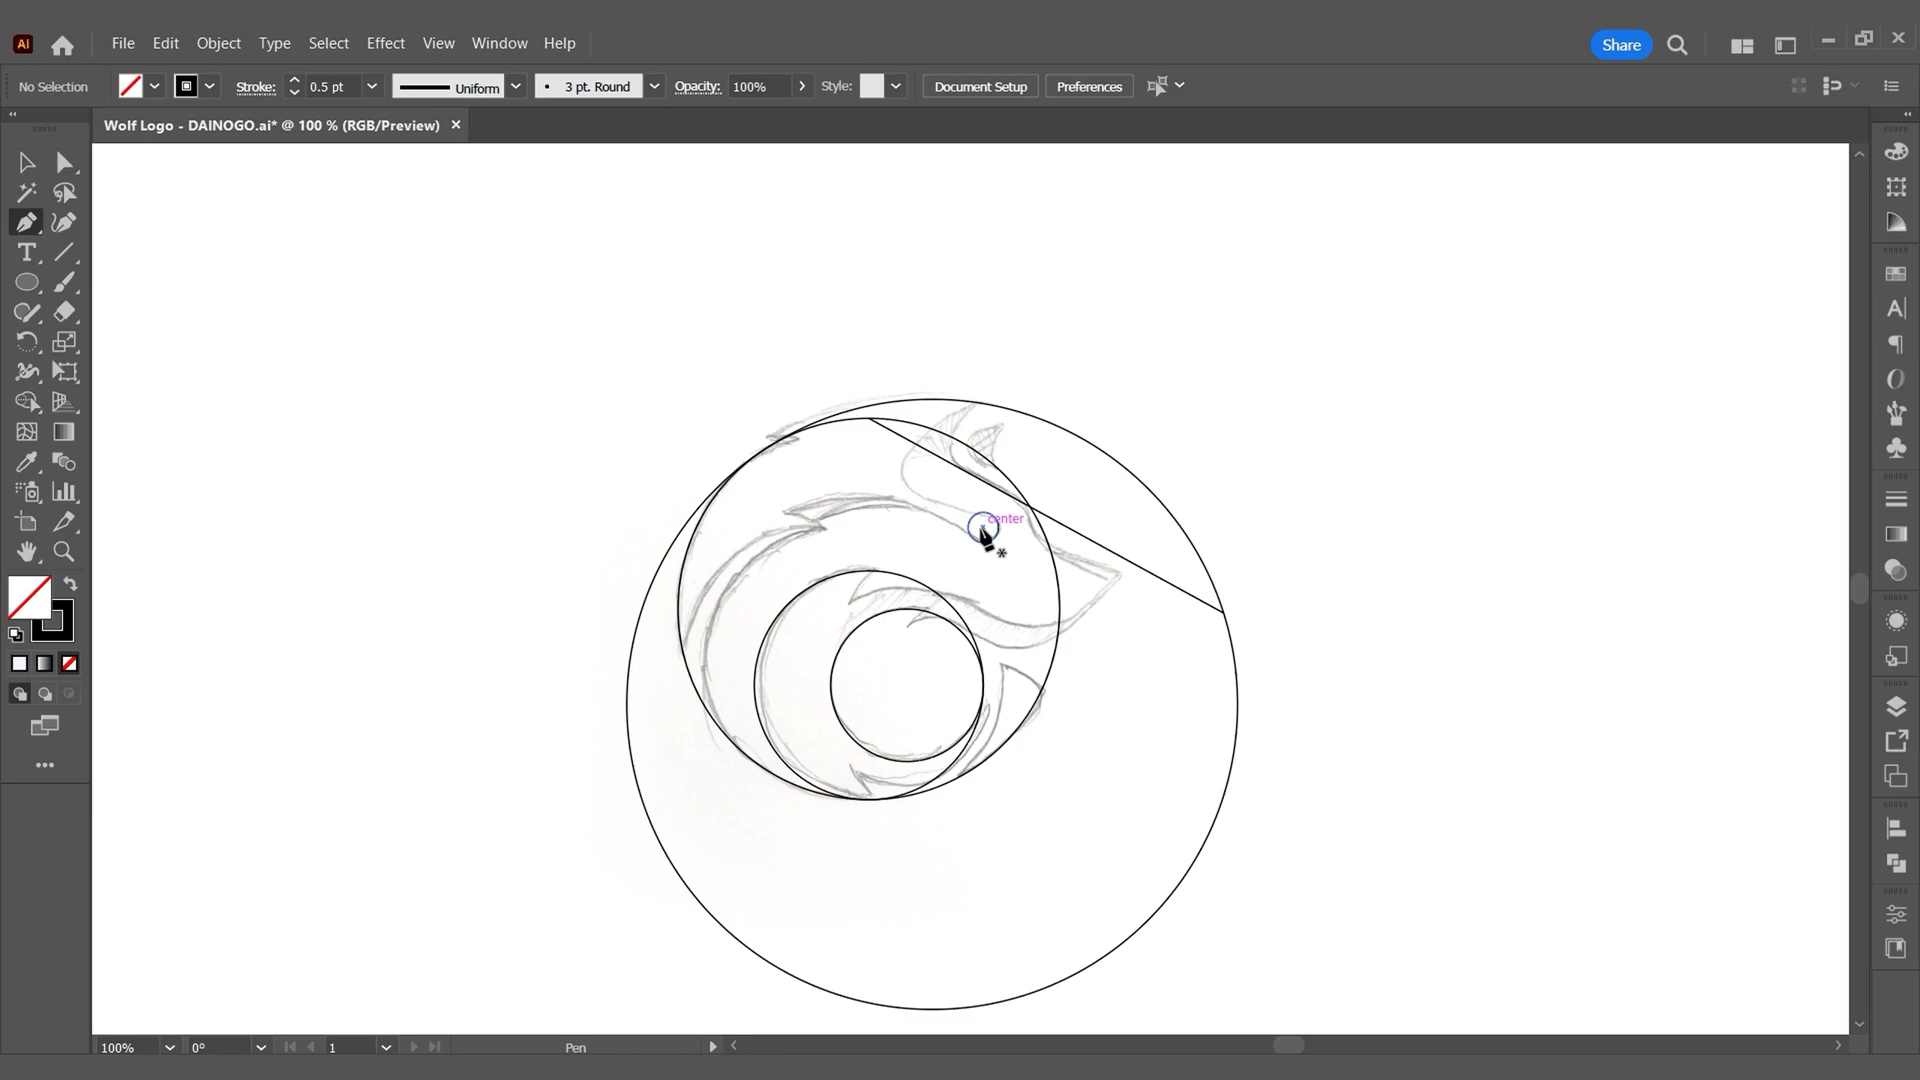 Ai File Edit Object Type Select Effect View Window Help Share
No Selection Stroke: 0.5 pt Uniform 3 pt. Round Opacity: 100% Style: Document Setup Preferences
Wolf Logo - DAINOGO.ai* @ 100 % (RGB/Preview)
center
100% 0° 1 Pen